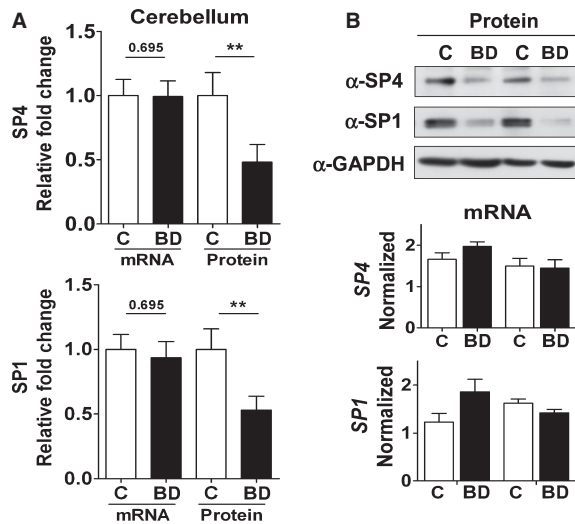 A
Cerebellum
SP4
Relative fold change
1.5
1.0
0.5
0.0
0.695
**
C BD C BD
mRNA Protein
SP1
Relative fold change
1.5
1.0
0.5
0.0
0.695
**
C BD C BD
mRNA Protein
B
Protein
C BD C BD
α-SP4
α-SP1
α-GAPDH
mRNA
SP4
Normalized
2
1
0
C BD C BD
SP1
Normalized
2
1
0
C BD C BD